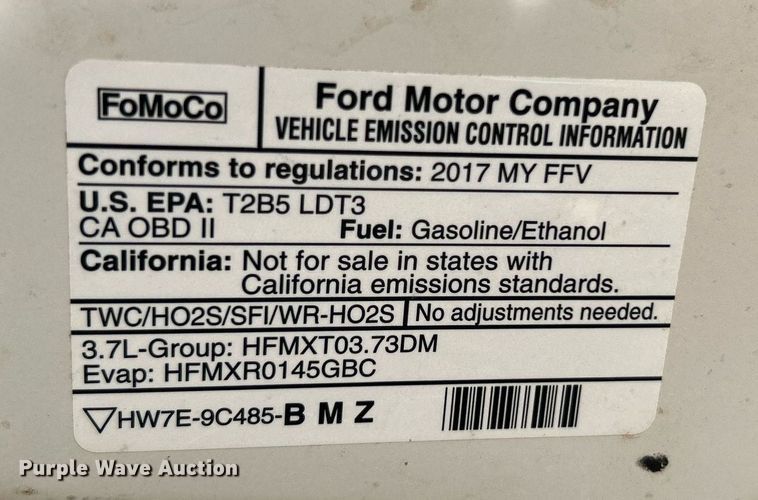 FoMoCo
Ford Motor Company
VEHICLE EMISSION CONTROL INFORMATION
Conforms to regulations: 2017 MY FFV
U.S. EPA: T2B5 LDT3
CA OBD II Fuel: Gasoline/Ethanol
California: Not for sale in states with
California emissions standards.
TWC/HO2S/SFI/WR-HO2S No adjustments needed.
3.7L-Group: HFMXT03.73DM
Evap: HFMXR0145GBC
HW7E-9C485-B M Z
Purple Wave Auction